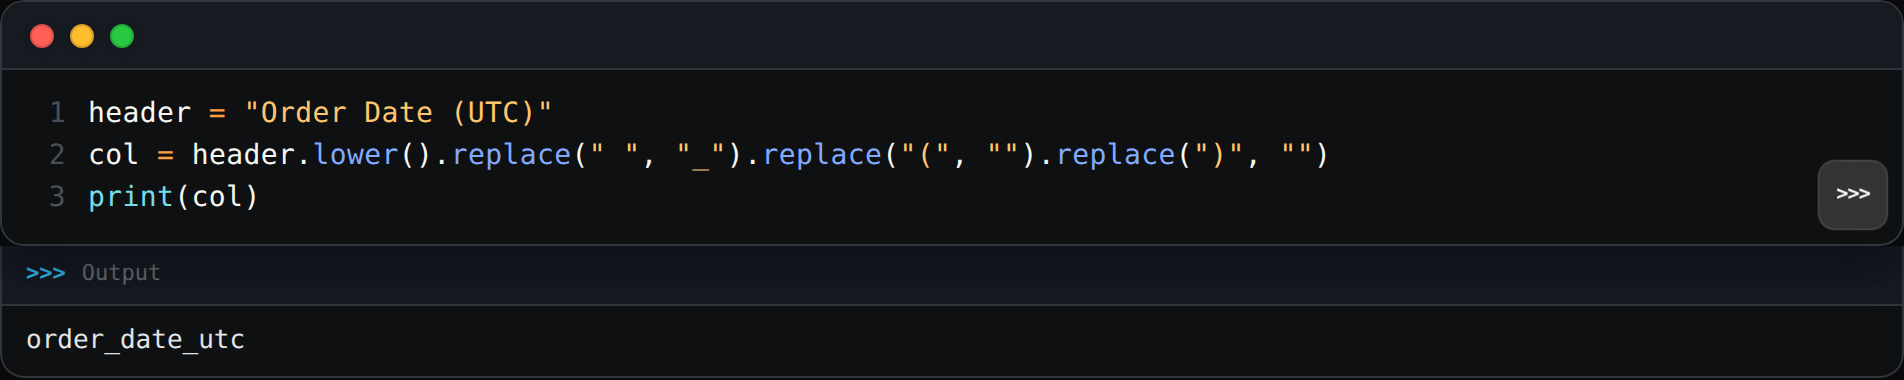 1 header = "Order Date (UTC)"
2 col = header.lower().replace(" ", "_").replace("(", "").replace(")", "")
3 print(col)
>>>
>>> Output
order_date_utc